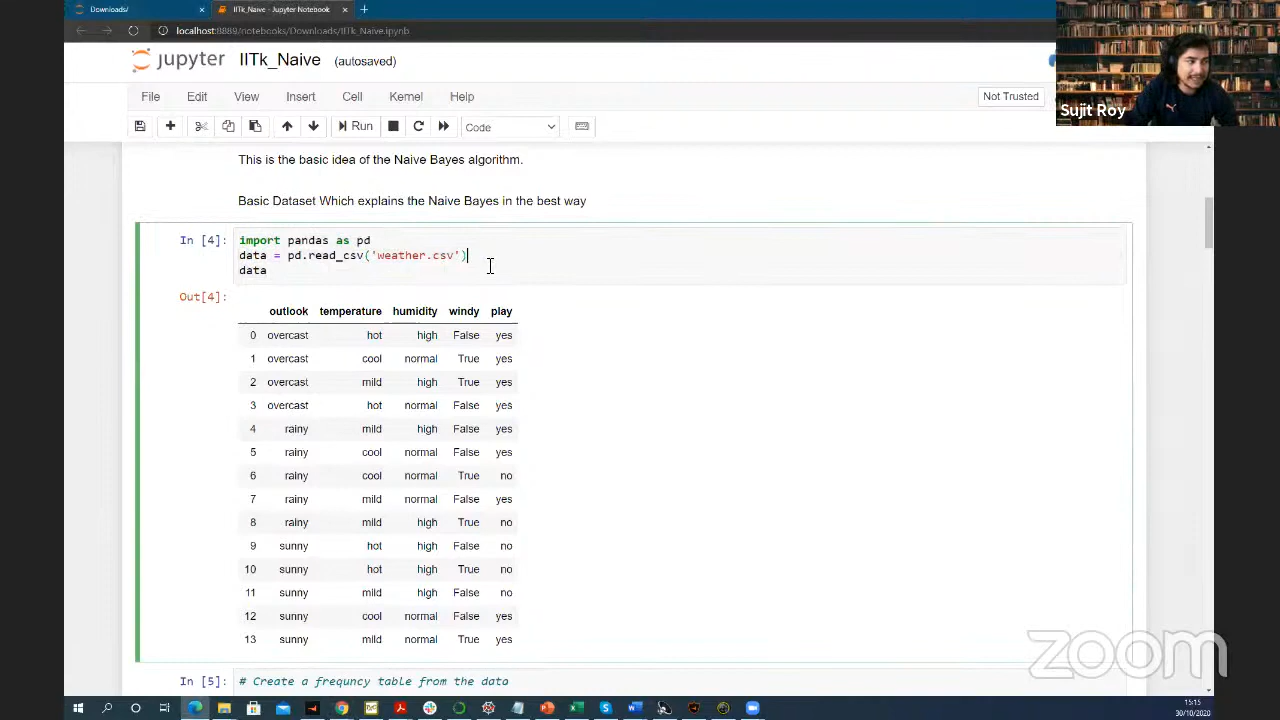 Downloads/
IITk_Naive - Jupyter Notebook
localhost:8889/notebooks/Downloads/IITk_Naive.ipynb
jupyter IITk_Naive (autosaved)
File Edit View Insert Help
Not Trusted
Sujit Roy
Run Code
This is the basic idea of the Naive Bayes algorithm.
Basic Dataset Which explains the Naive Bayes in the best way
In [4]: import pandas as pd
data = pd.read_csv('weather.csv')
data
Out[4]:
outlook temperature humidity windy play
0 overcast hot high False yes
1 overcast cool normal True yes
2 overcast mild high True yes
3 overcast hot normal False yes
4 rainy mild high False yes
5 rainy cool normal False yes
6 rainy cool normal True no
7 rainy mild normal False yes
8 rainy mild high True no
9 sunny hot high False no
10 sunny hot high True no
11 sunny mild high False no
12 sunny cool normal False yes
13 sunny mild normal True yes
zoom
In [5]: # Create a frequnic table from the data
15:15
30/10/2020